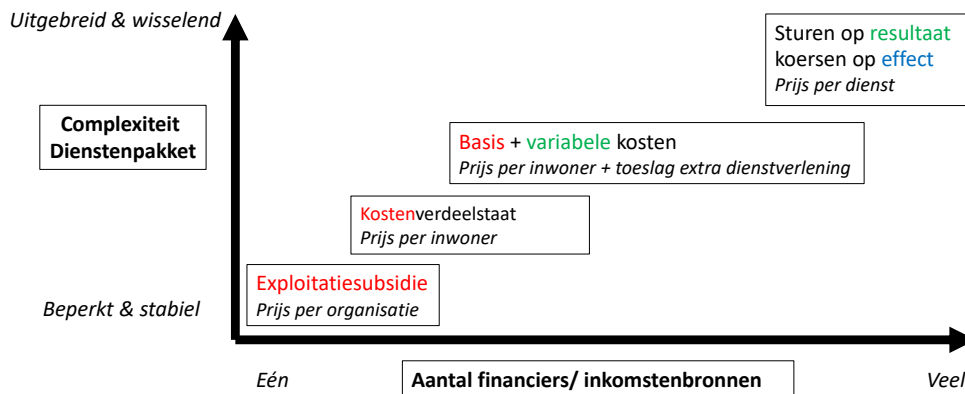 Uitgebreid & wisselend
Sturen op resultaat
koersen op effect
Prijs per dienst
Complexiteit
Dienstenpakket
Basis + variabele kosten
Prijs per inwoner + toeslag extra dienstverlening
Kostenverdeelstaat
Prijs per inwoner
Exploitatiesubsidie
Prijs per organisatie
Beperkt & stabiel
Eén
Aantal financiers/ inkomstenbronnen
Veel